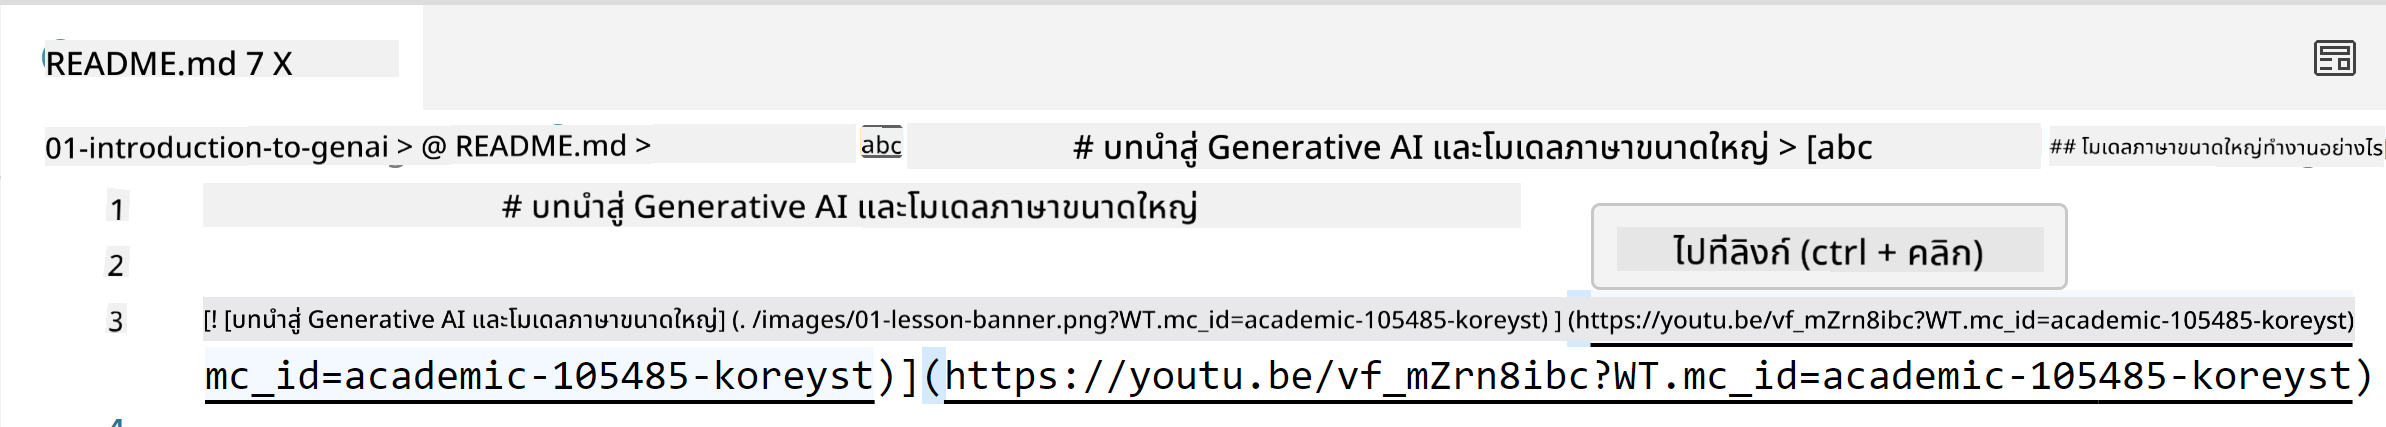 README.md 7 X
01-introduction-to-genai > @ README.md > abc # บทนำสู่ Generative AI และโมเดลภาษาขนาดใหญ่ > [abc ## โมเดลภาษาขนาดใหญ่ทำงานอย่างไร
1 # บทนำสู่ Generative AI และโมเดลภาษาขนาดใหญ่
ไปที่ลิงก์ (ctrl + คลิก)
2
3 [! [บทนำสู่ Generative AI และโมเดลภาษาขนาดใหญ่] (. /images/01-lesson-banner.png?WT.mc_id=academic-105485-koreyst) ] (https://youtu.be/vf_mZrn8ibc?WT.mc_id=academic-105485-koreyst)
mc_id=academic-105485-koreyst)](https://youtu.be/vf_mZrn8ibc?WT.mc_id=academic-105485-koreyst)